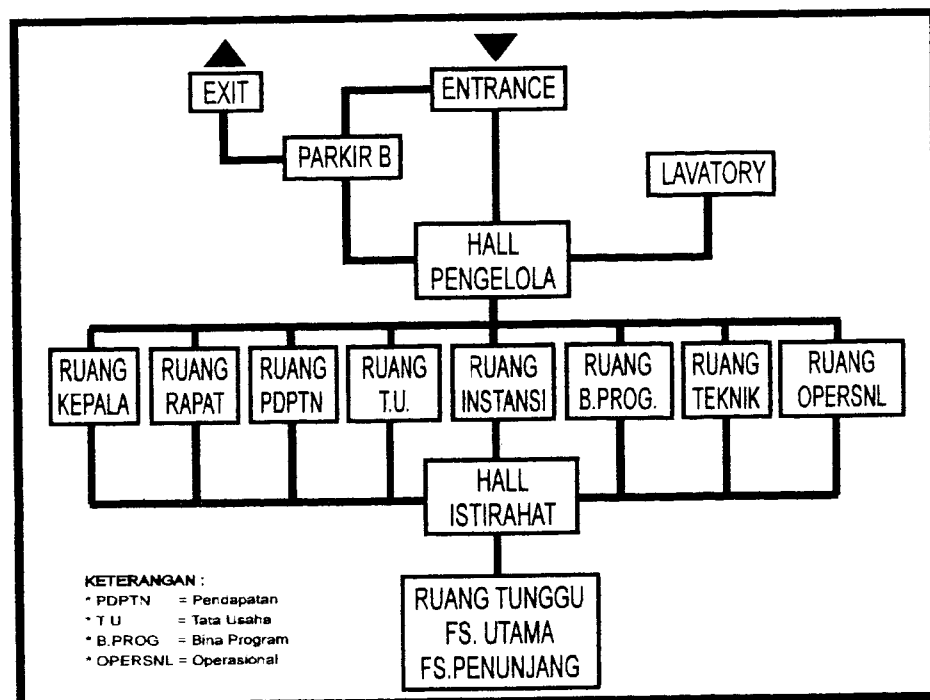 EXIT
ENTRANCE
PARKIR B
LAVATORY
HALL
PENGELOLA
RUANG
KEPALA
RUANG
RAPAT
RUANG
PDPTN
RUANG
T.U.
RUANG
INSTANSI
RUANG
B.PROG.
RUANG
TEKNIK
RUANG
OPERSNL
HALL
ISTIRAHAT
RUANG TUNGGU
FS. UTAMA
FS.PENUNJANG
KETERANGAN :
* PDPTN = Pendapatan
* T U = Tata Usaha
* B.PROG = Bina Program
* OPERSNL = Operasional